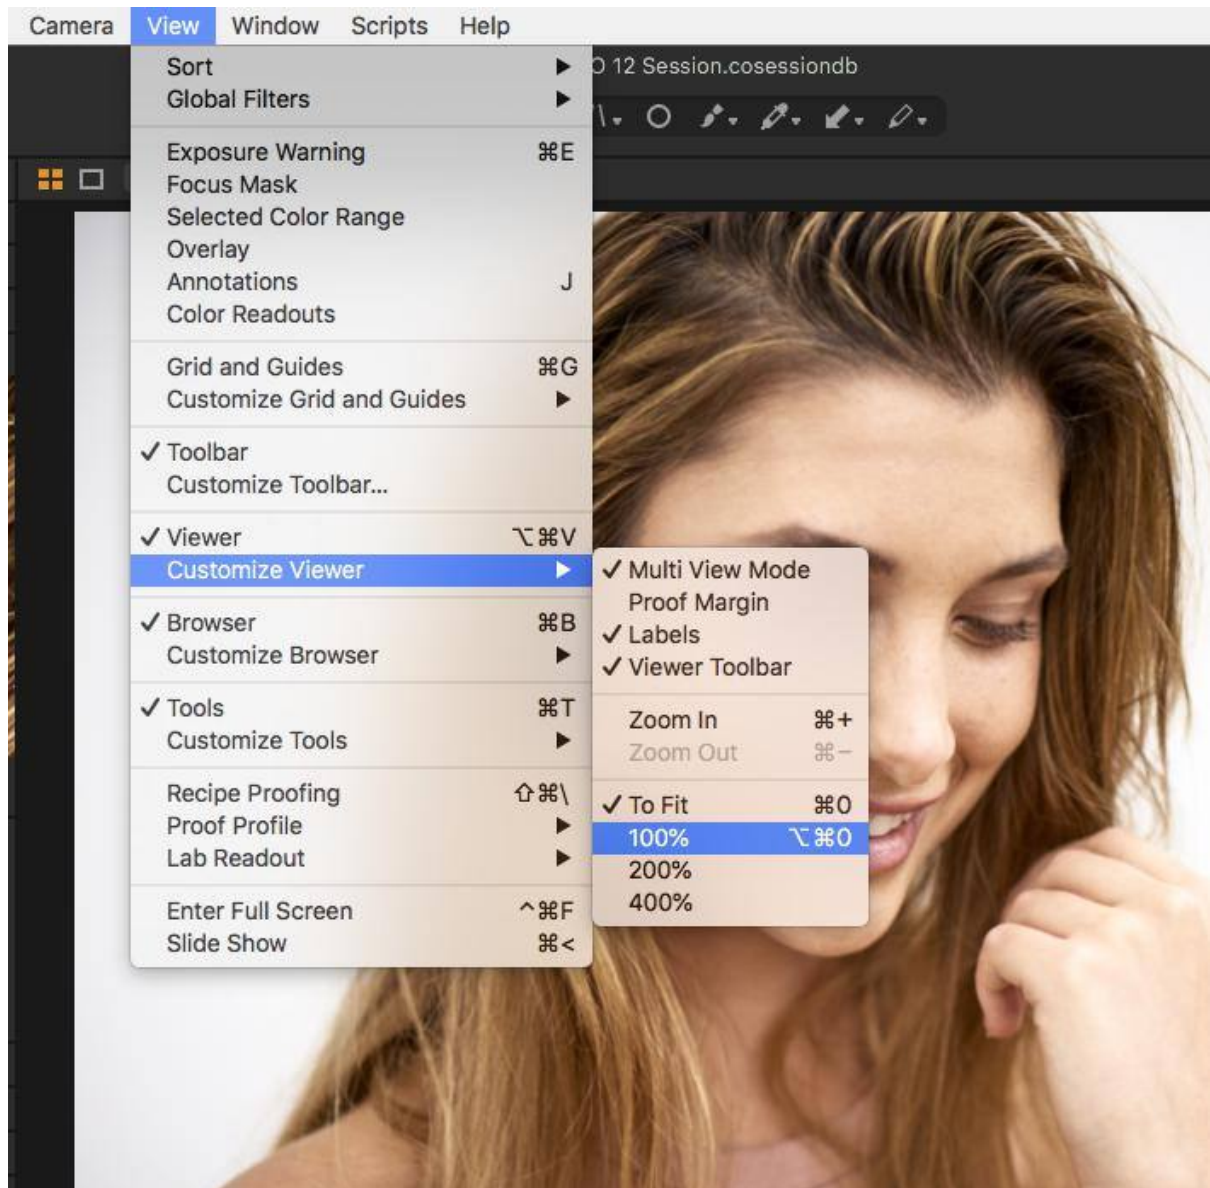 Camera View Window Scripts Help
O 12 Session.cosessiondb
Sort
Global Filters
Exposure Warning ⌘E
Focus Mask
Selected Color Range
Overlay
Annotations J
Color Readouts
Grid and Guides ⌘G
Customize Grid and Guides
Toolbar
Customize Toolbar...
Viewer ⌥⌘V
Customize Viewer
Browser ⌘B
Customize Browser
Tools ⌘T
Customize Tools
Recipe Proofing ⇧⌘\
Proof Profile
Lab Readout
Enter Full Screen ^⌘F
Slide Show ⌘<
Multi View Mode
Proof Margin
Labels
Viewer Toolbar
Zoom In ⌘+
Zoom Out ⌘−
To Fit ⌘0
100% ⌥⌘0
200%
400%